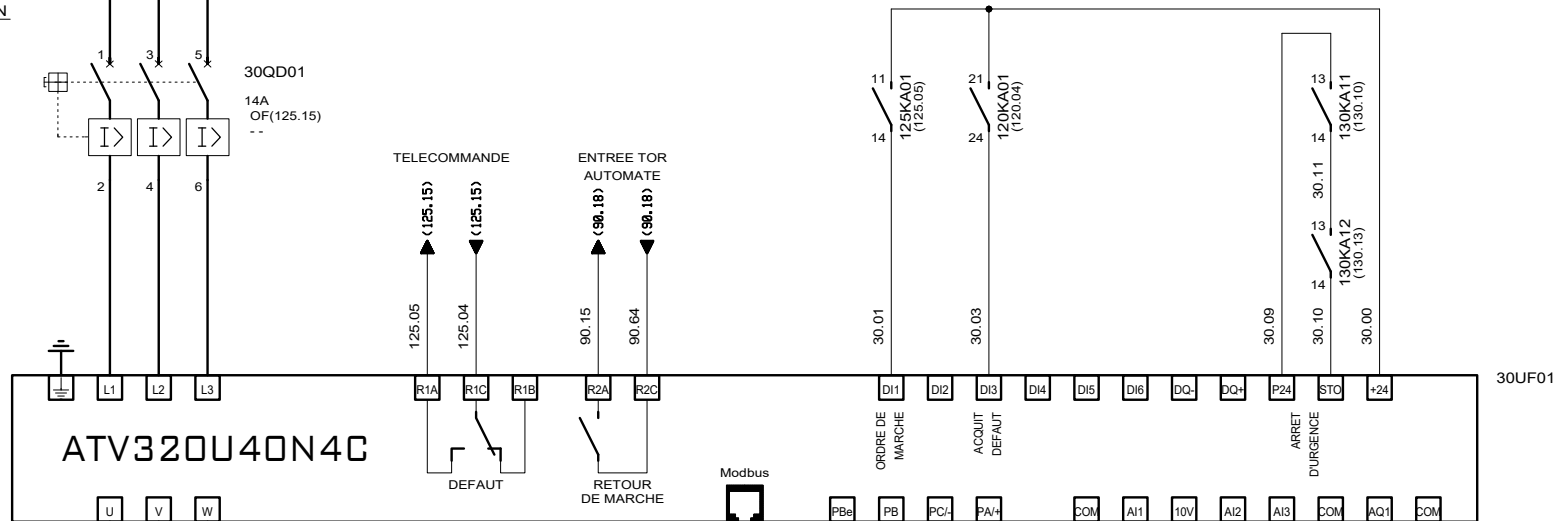 N
1
3
5
30QD01
14A
OF(125.15)
--
I>
I>
I>
2
4
6
TELECOMMANDE
(125.15)
(125.15)
125.05
125.04
ENTREE TOR
AUTOMATE
(90.18)
(90.18)
90.15
90.64
11
125KA01
(125.05)
14
30.01
21
120KA01
(120.04)
24
30.03
13
130KA11
(130.10)
14
30.11
13
130KA12
(130.13)
14
30.09
30.10
30.00
L1
L2
L3
R1A
R1C
R1B
R2A
R2C
DI1
DI2
DI3
DI4
DI5
DI6
DQ-
DQ+
P24
STO
+24
30UF01
ATV320U40N4C
DEFAUT
RETOUR
DE MARCHE
ORDRE DE
MARCHE
ACQUIT
DEFAUT
ARRET
D'URGENCE
Modbus
U
V
W
PBe
PB
PC/-
PA/+
COM
AI1
10V
AI2
AI3
COM
AQ1
COM